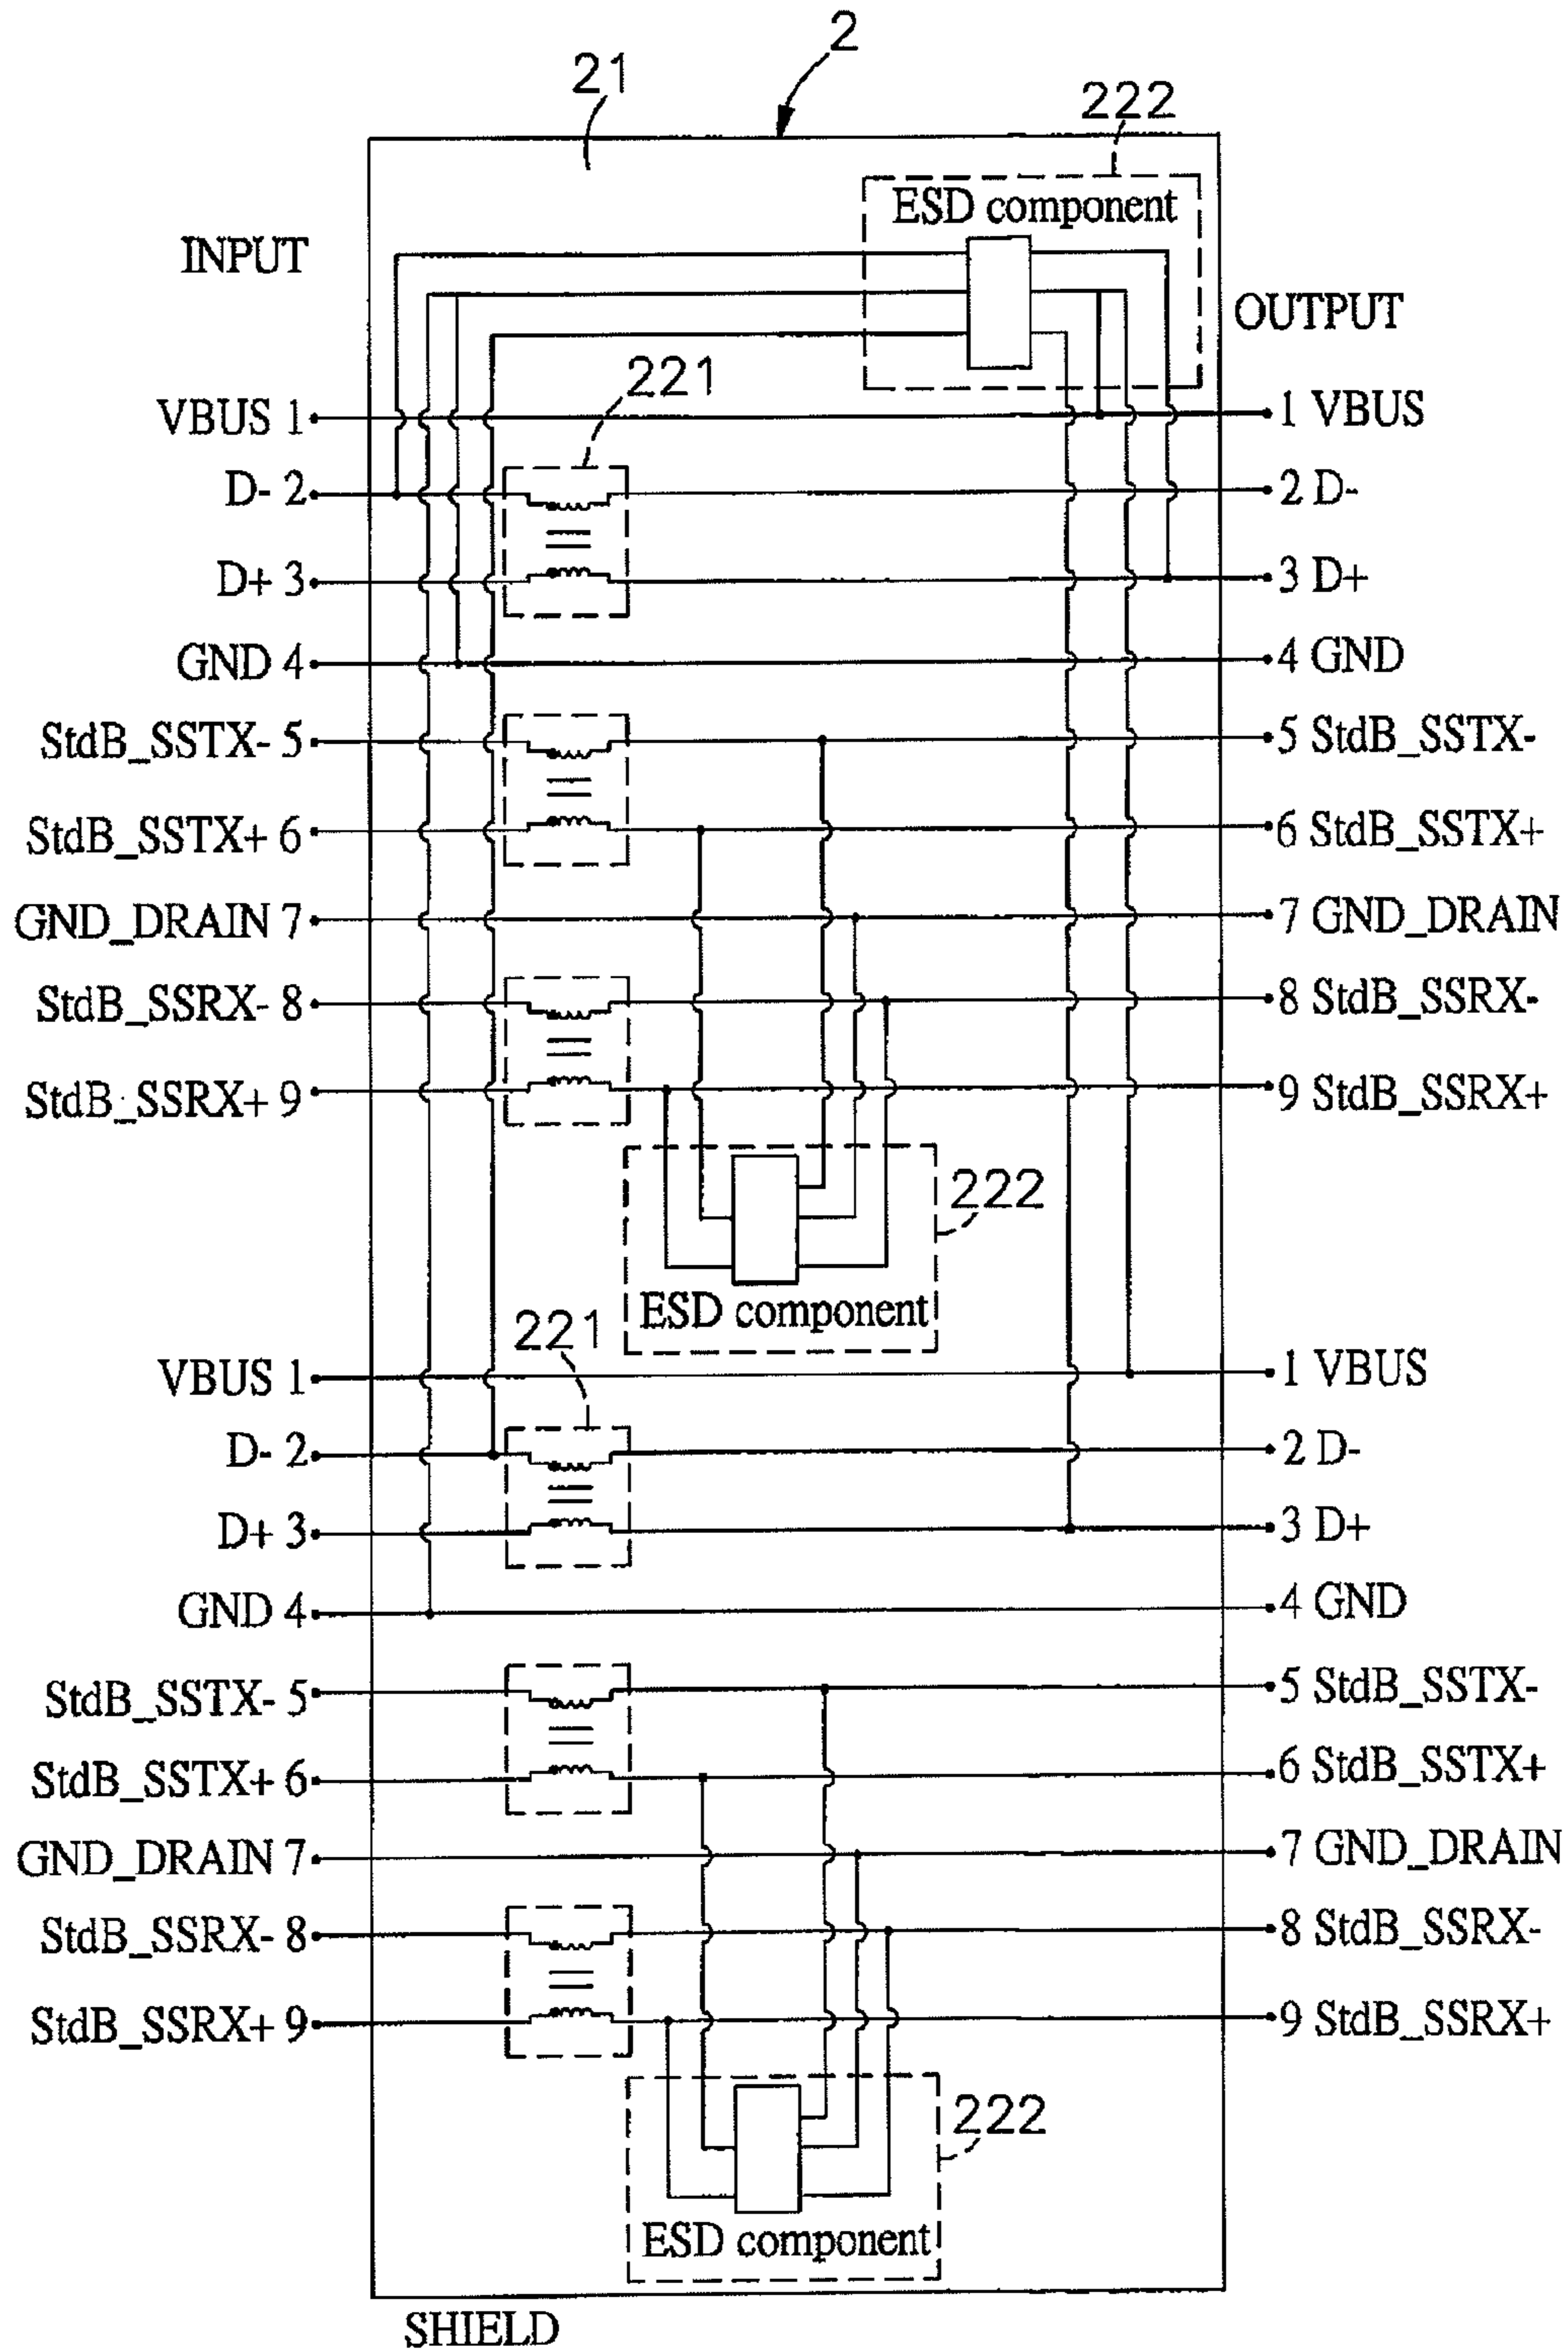 2
21
222
ESD component
INPUT
OUTPUT
221
VBUS 1
1 VBUS
D- 2
2 D-
D+ 3
3 D+
GND 4
4 GND
StdB_SSTX- 5
5 StdB_SSTX-
StdB_SSTX+ 6
6 StdB_SSTX+
GND_DRAIN 7
7 GND_DRAIN
StdB_SSRX- 8
8 StdB_SSRX-
StdB_SSRX+ 9
9 StdB_SSRX+
222
ESD component
221
VBUS 1
1 VBUS
D- 2
2 D-
D+ 3
3 D+
GND 4
4 GND
StdB_SSTX- 5
5 StdB_SSTX-
StdB_SSTX+ 6
6 StdB_SSTX+
GND_DRAIN 7
7 GND_DRAIN
StdB_SSRX- 8
8 StdB_SSRX-
StdB_SSRX+ 9
9 StdB_SSRX+
222
ESD component
SHIELD